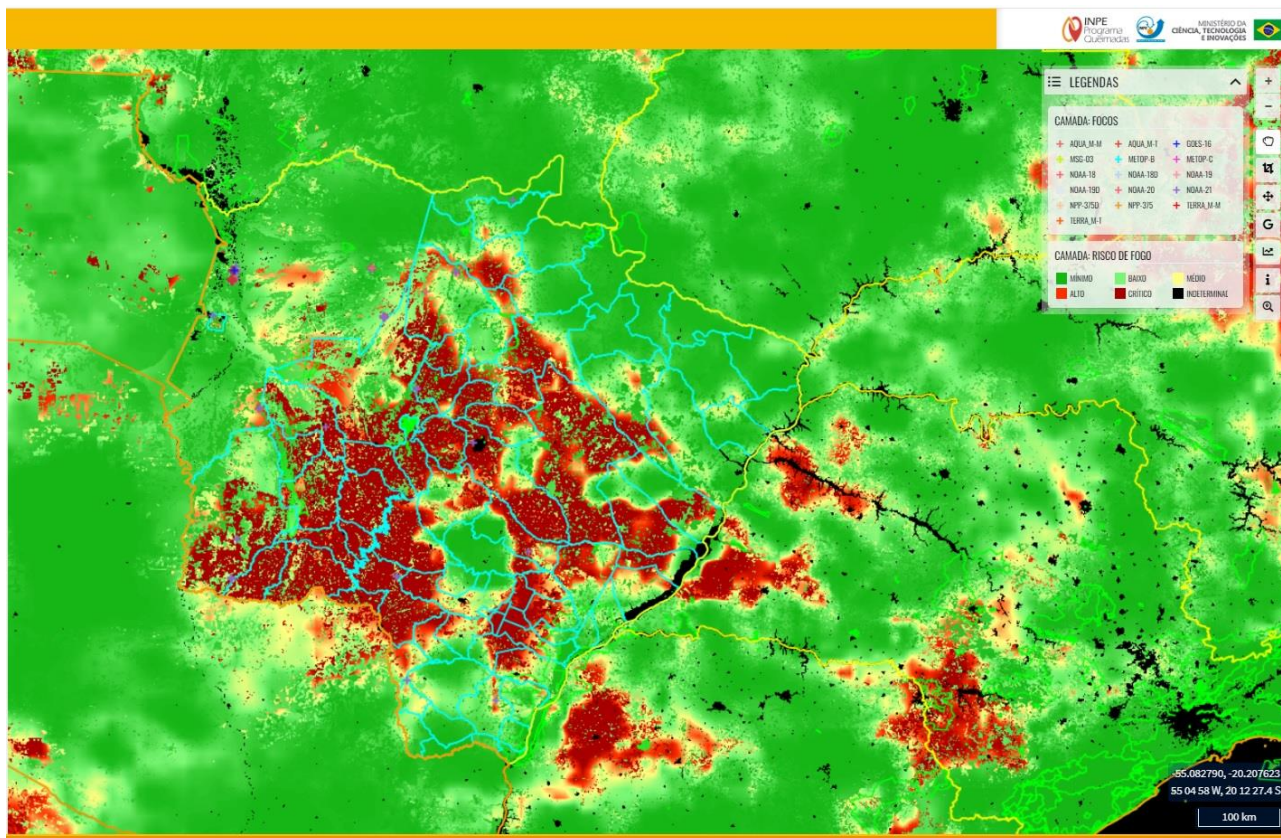 INPE
Programa
Queimadas
MINISTÉRIO DA
CIÊNCIA, TECNOLOGIA
E INOVAÇÕES
LEGENDAS
CAMADA: FOCOS
AQUA_M-M AQUA_M-T GOES-16
MSG-03 METOP-B METOP-C
NOAA-18 NOAA-18D NOAA-19
NOAA-19D NOAA-20 NOAA-21
NPP-375D NPP-375 TERRA_M-M
TERRA_M-T
CAMADA: RISCO DE FOGO
MÍNIMO BAIXO MÉDIO
ALTO CRÍTICO INDETERMINAL
G
i
-55.082790, -20.207623
55 04 58 W, 20 12 27.4 S
100 km